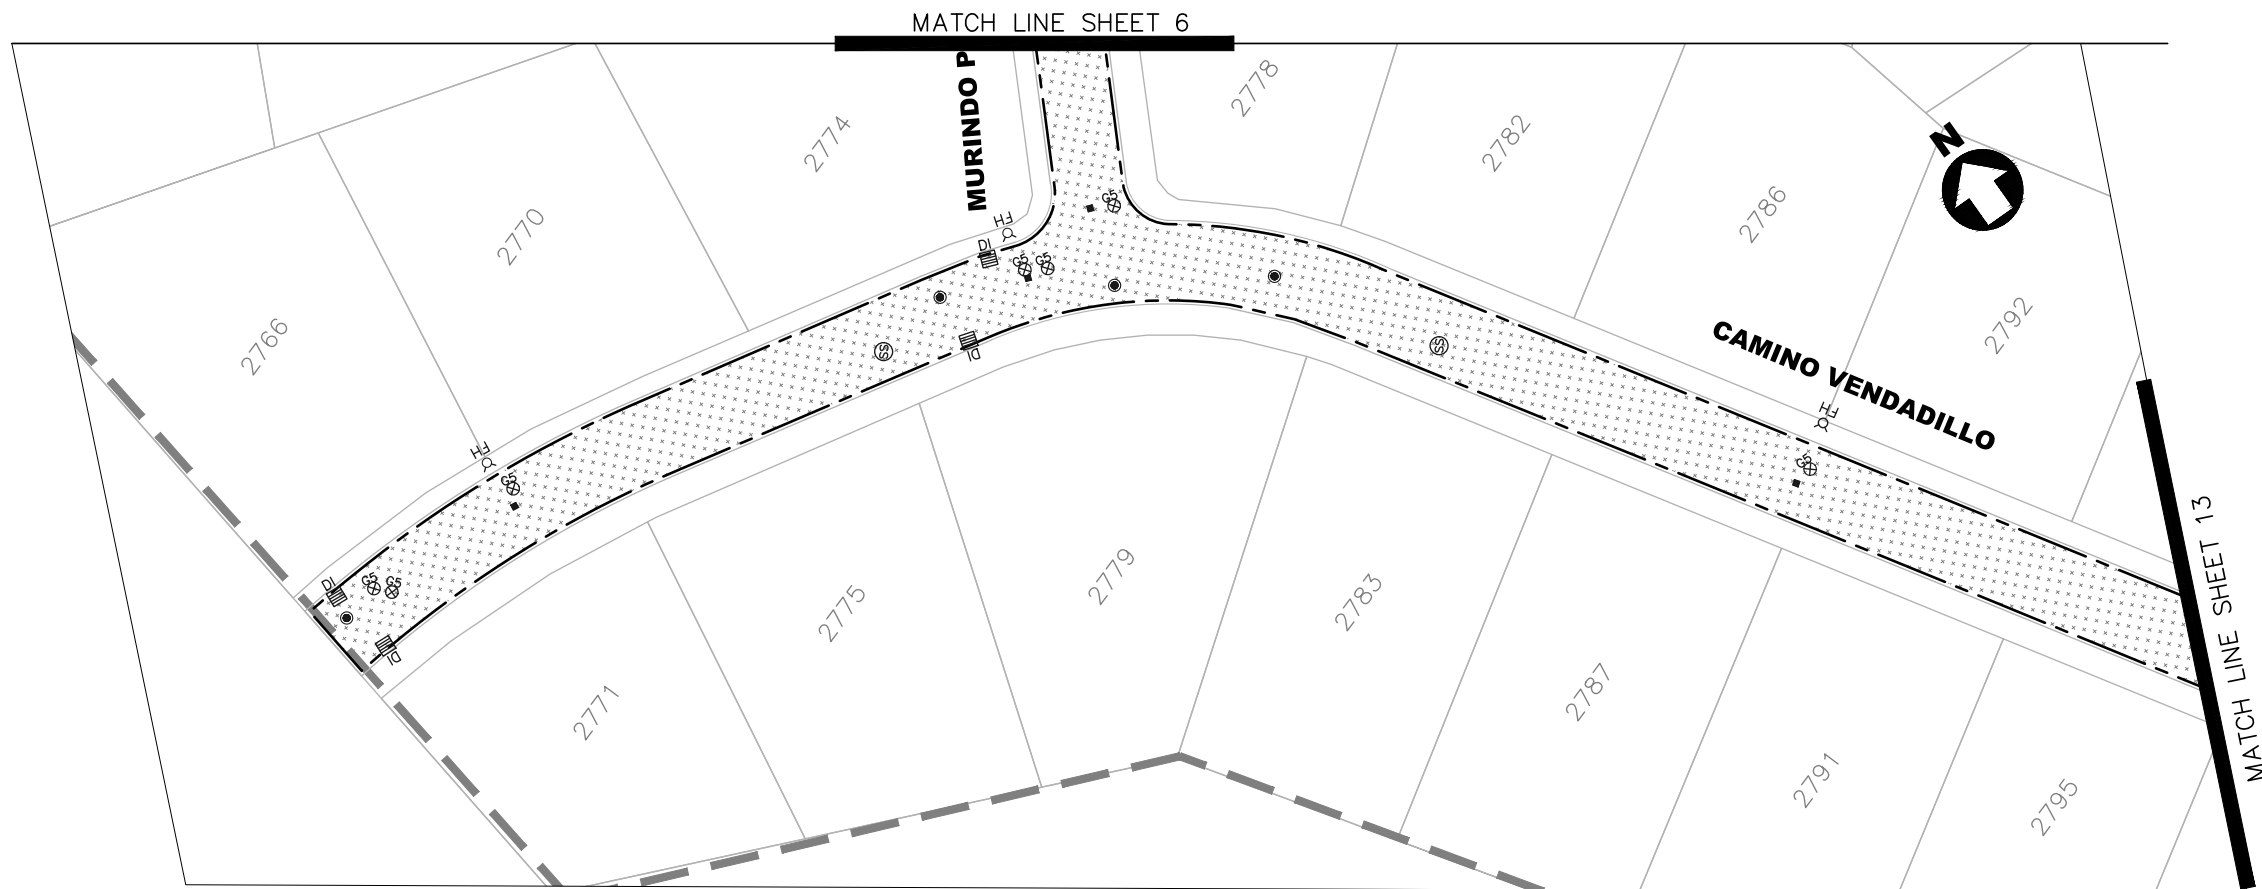 MATCH LINE SHEET 6
MURINDO P
2778
2774
2782
N
2786
2770
FH
DI
G5
G5
G5
2792
2766
CAMINO VENDADILLO
SS
SS
DI
FH
FH
G5
G5
DI
G5
G5
DI
MATCH LINE SHEET 13
2779
2783
2775
2771
2787
2791
2795